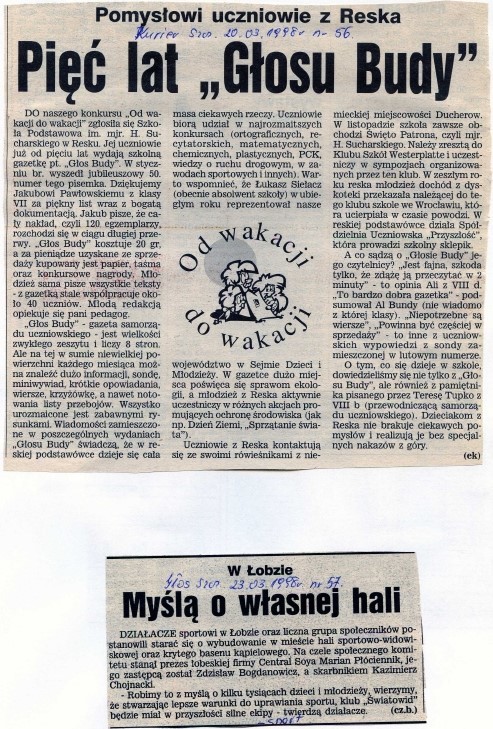 Pomysłowi uczniowie z Reska
Kurier Szcz. 20.03.1998r nr 56.
Pięć lat „Głosu Budy”
DO naszego konkursu „Od wa-
kacji do wakacji” zgłosiła się Szko-
ła Podstawowa im. mjr. H. Su-
charskiego w Resku. Jej uczniowie
już od pięciu lat wydają szkolną
gazetkę pt. „Głos Budy”. W stycz-
niu br. wyszedł jubileuszowy 50.
numer tego pisemka. Dziękujemy
Jakubowi Pawłowskiemu z klasy
VII za piękny list wraz z bogatą
dokumentacją. Jakub pisze, że ca-
ły nakład, czyli 120 egzemplarzy,
rozchodzi się w ciągu długiej prze-
rwy. „Głos Budy” kosztuje 20 gr,
a za pieniądze uzyskane ze sprze-
daży kupowany jest papier, taśma
oraz konkursowe nagrody. Mło-
dzież sama pisze wszystkie teksty
- z gazetką stale współpracuje oko-
ło 40 uczniów. Młodą redakcją
opiekuje się pani pedagog.
„Głos Budy” - gazeta samorzą-
du uczniowskiego - jest wielkości
zwykłego zeszytu i liczy 8 stron.
Ale na tej w sumie niewielkiej po-
wierzchni każdego miesiąca moż-
na znaleźć dużo informacji, sondę,
miniwywiad, krótkie opowiadania,
wiersze, krzyżówkę, a nawet noto-
wania listy przebojów. Wszystko
urozmaicone jest zabawnymi ry-
sunkami. Wiadomości zamieszczo-
ne w poszczególnych wydaniach
„Głosu Budy” świadczą, że w re-
skiej podstawówce dzieje się cała
masa ciekawych rzeczy. Uczniowie
biorą udział w najrozmaitszych
konkursach (ortograficznych, re-
cytatorskich, matematycznych,
chemicznych, plastycznych, PCK,
wiedzy o ruchu drogowym, w za-
wodach sportowych i innych). War-
to wspomnieć, że Łukasz Siełacz
(obecnie absolwent szkoły) w ubie-
głym roku reprezentował nasze
Od wakacji
do wakacji
województwo w Sejmie Dzieci i
Młodzieży. W gazetce dużo miej-
sca poświęca się sprawom ekolo-
gii, a młodzież z Reska aktywnie
uczestniczy w różnych akcjach pro-
mujących ochronę środowiska (jak
np. Dzień Ziemi, „Sprzątanie świa-
ta”).
Uczniowie z Reska kontaktują
się ze swoimi rówieśnikami z nie-
mieckiej miejscowości Ducherow.
W listopadzie szkoła zawsze ob-
chodzi Święto Patrona, czyli mjr.
H. Sucharskiego. Należy zresztą do
Klubu Szkół Westerplatte i uczest-
niczy w sympozjach organizowa-
nych przez ten klub. W zeszłym ro-
ku reska młodzież dochód z dys-
koteki przekazała należącej do te-
go klubu szkole we Wrocławiu, któ-
ra ucierpiała w czasie powodzi. W
reskiej podstawówce działa Spół-
dzielnia Uczniowska „Przyszłość”,
która prowadzi szkolny sklepik.
A co sądzą o „Głosie Budy” je-
go czytelnicy? „Jest fajna, szkoda
tylko, że zdążę ją przeczytać w 2
minuty” - to opinia Ali z VIII d.
„To bardzo dobra gazetka” - pod-
sumował Al Bundy (nie wiadomo
z której klasy). „Niepotrzebne są
wiersze”, „Powinna być częściej w
sprzedaży” - to inne z uczniow-
skich wypowiedzi z sondy za-
mieszczonej w lutowym numerze.
O tym, co się dzieje w szkole,
dowiedzieliśmy się nie tylko z „Gło-
su Budy”, ale również z pamiętni-
ka pisanego przez Teresę Tupko z
VIII b (przewodniczącą samorzą-
du uczniowskiego). Dzieciakom z
Reska nie brakuje ciekawych po-
mysłów i realizują je bez specjal-
nych nakazów z góry.
(ek)
W Łobzie
Głos Szcz. 23.03.1998r nr 57.
Myślą o własnej hali
DZIAŁACZE sportowi w Łobzie oraz liczna grupa społeczników po-
stanowili starać się o wybudowanie w mieście hali sportowo-widowi-
skowej oraz krytego basenu kąpielowego. Na czele społecznego komi-
tetu stanął prezes łobeskiej firmy Central Soya Marian Płóciennik, je-
go zastępcą został Zdzisław Bogdanowicz, a skarbnikiem Kazimierz
Chojnacki.
- Robimy to z myślą o kilku tysiącach dzieci i młodzieży, wierzymy,
że stwarzając lepsze warunki do uprawiania sportu, klub „Światowid”
będzie miał w przyszłości silne ekipy - twierdzą działacze. (cz.b.)
- sport